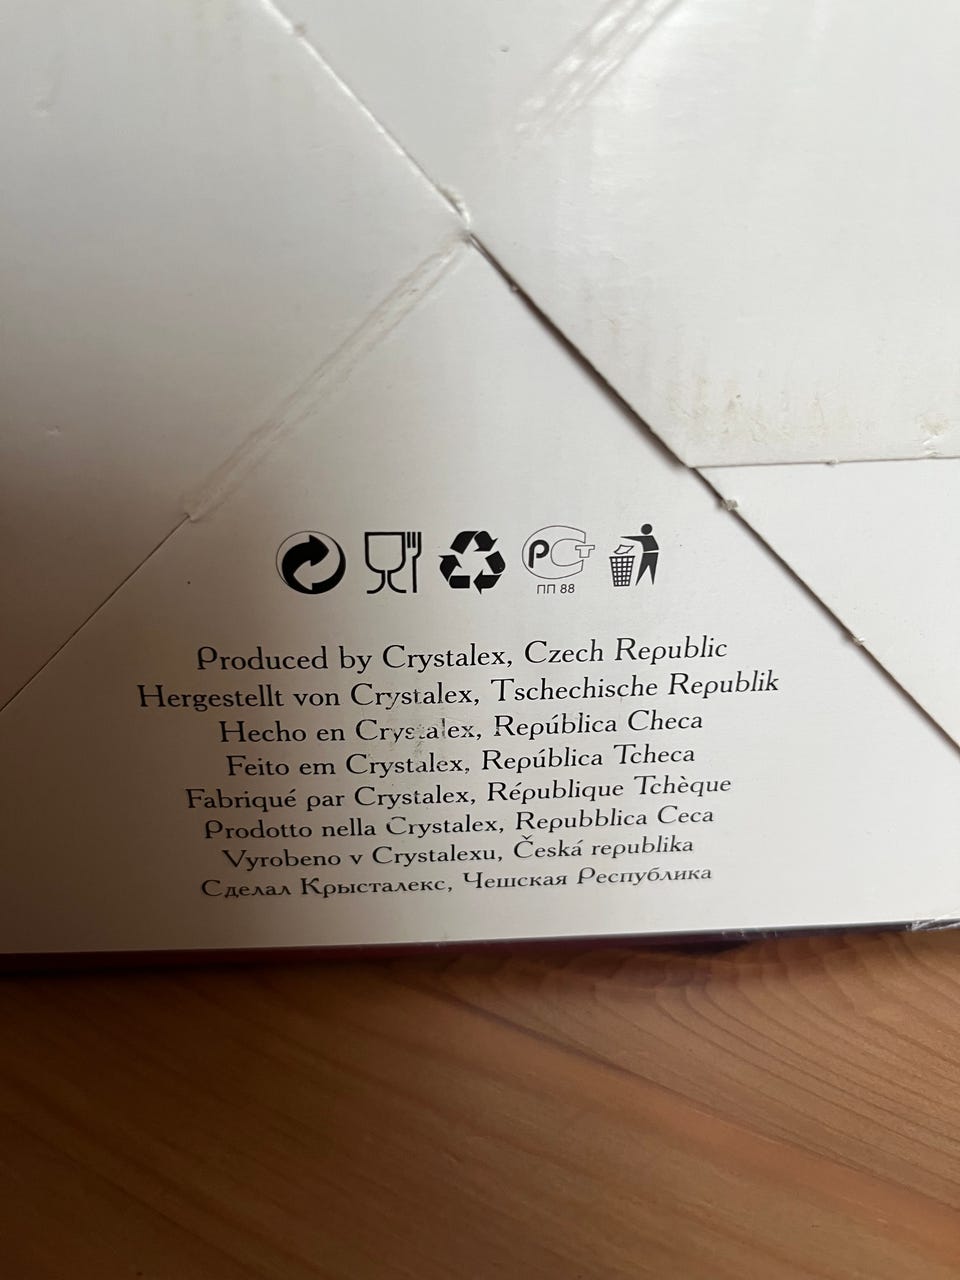 РСТ
ПП 88
Produced by Crystalex, Czech Republic
Hergestellt von Crystalex, Tschechische Republik
Hecho en Crystalex, República Checa
Feito em Crystalex, República Tcheca
Fabriqué par Crystalex, République Tchèque
Prodotto nella Crystalex, Repubblica Ceca
Vyrobeno v Crystalexu, Česká republika
Сделал Крысталекс, Чешская Республика